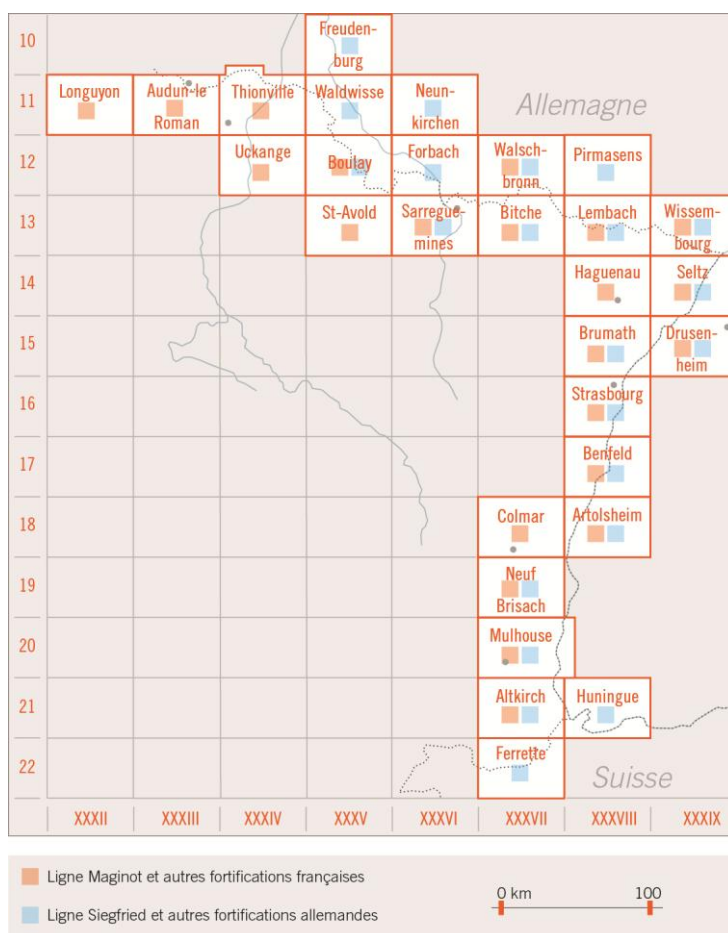 10
Freuden-
burg
11
Longuyon
Audun-le
Roman
Thionville
Waldwisse
Neun-
kirchen
Allemagne
12
Uckange
Boulay
Forbach
Walsch-
bronn
Pirmasens
13
St-Avold
Sarregue-
mines
Bitche
Lembach
Wissem-
bourg
14
Haguenau
Seltz
15
Brumath
Drusen-
heim
16
Strasbourg
17
Benfeld
18
Colmar
Artolsheim
19
Neuf
Brisach
20
Mulhouse
21
Altkirch
Huningue
22
Ferrette
Suisse
XXXII
XXXIII
XXXIV
XXXV
XXXVI
XXXVII
XXXVIII
XXXIX
Ligne Maginot et autres fortifications françaises
Ligne Siegfried et autres fortifications allemandes
0 km
100